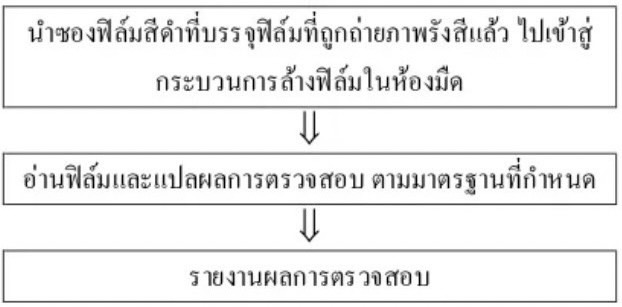 นำซองฟิล์มสีดำที่บรรจุฟิล์มที่ถูกถ่ายภาพรังสีแล้ว ไปเข้าสู่
กระบวนการล้างฟิล์มในห้องมืด
⇓
อ่านฟิล์มและแปลผลการตรวจสอบ ตามมาตรฐานที่กำหนด
⇓
รายงานผลการตรวจสอบ